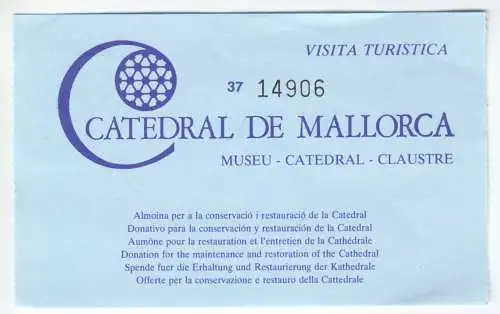 VISITA TURISTICA
37 14906
CATEDRAL DE MALLORCA
MUSEU - CATEDRAL - CLAUSTRE
Almoina per a la conservació i restauració de la Catedral
Donativo para la conservación y restauración de la Catedral
Aumône pour la restauration et l'entretien de la Cathédrale
Donation for the maintenance and restoration of the Cathedral
Spende fuer die Erhaltung und Restaurierung der Kathedrale
Offerte per la conservazione e restauro della Cattedrale